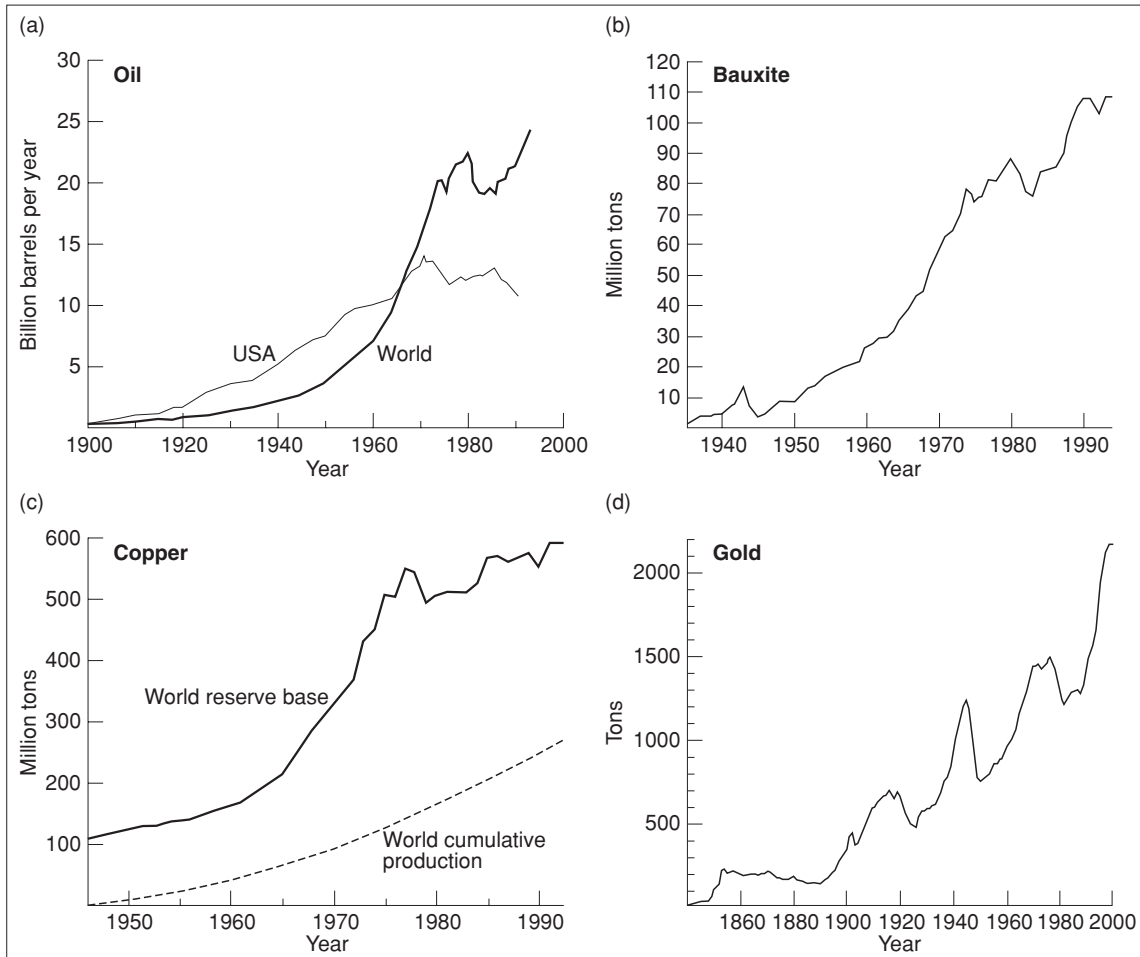 (a)
Oil
Billion barrels per year
30
25
20
15
10
5
USA
World
1900
1920
1940
1960
1980
2000
Year
(b)
Bauxite
Million tons
120
110
100
90
80
70
60
50
40
30
20
10
1940
1950
1960
1970
1980
1990
Year
(c)
Copper
Million tons
600
500
400
300
200
100
World reserve base
World cumulative
production
1950
1960
1970
1980
1990
Year
(d)
Gold
Tons
2000
1500
1000
500
1860
1880
1900
1920
1940
1960
1980
2000
Year